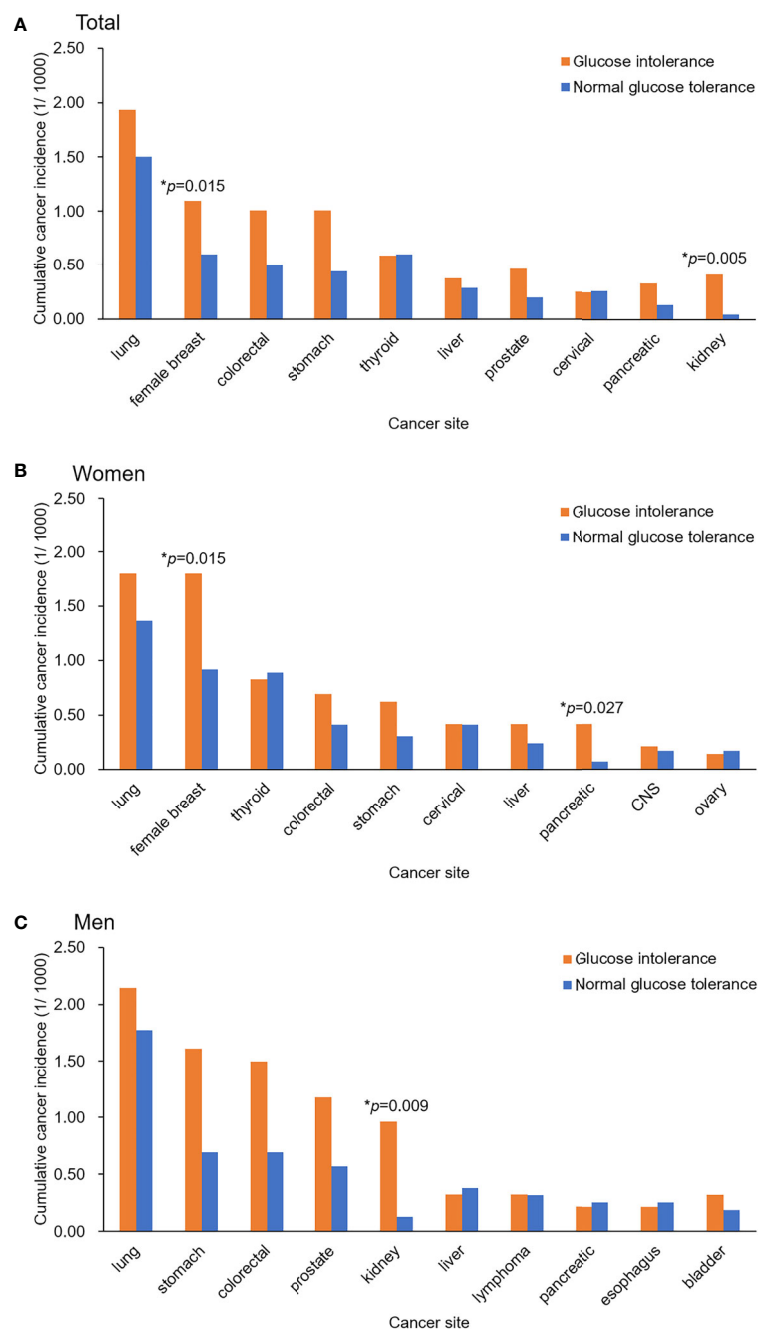 A Total
2.50
2.00
1.50
1.00
0.50
0.00
Cumulative cancer incidence (1/ 1000)
Glucose intolerance
Normal glucose tolerance
*p=0.015
*p=0.005
lung
female breast
colorectal
stomach
thyroid
liver
prostate
cervical
pancreatic
kidney
Cancer site
B Women
2.50
2.00
1.50
1.00
0.50
0.00
Cumulative cancer incidence (1/ 1000)
Glucose intolerance
Normal glucose tolerance
*p=0.015
*p=0.027
lung
female breast
thyroid
colorectal
stomach
cervical
liver
pancreatic
CNS
ovary
Cancer site
C Men
2.50
2.00
1.50
1.00
0.50
0.00
Cumulative cancer incidence (1/ 1000)
Glucose intolerance
Normal glucose tolerance
*p=0.009
lung
stomach
colorectal
prostate
kidney
liver
lymphoma
pancreatic
esophagus
bladder
Cancer site